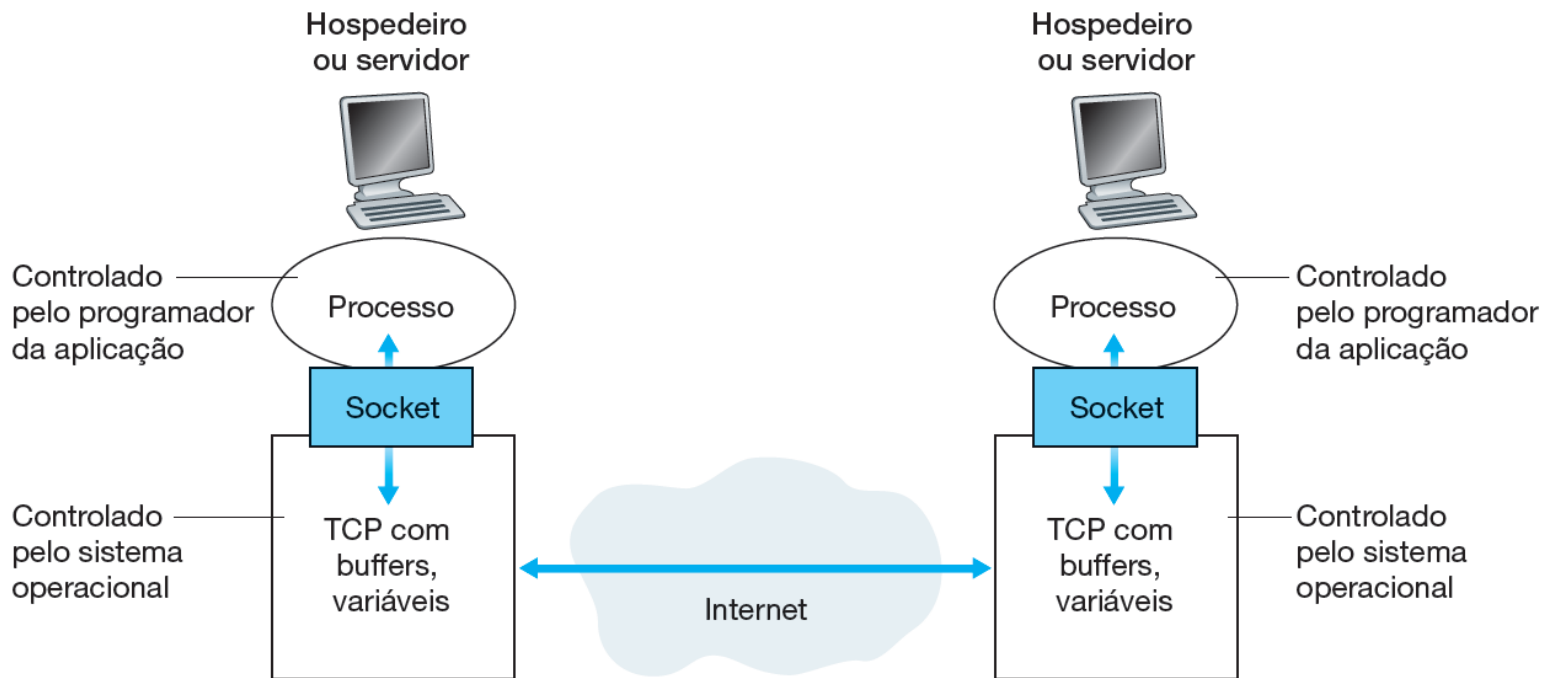 Hospedeiro
ou servidor
Hospedeiro
ou servidor
Controlado
pelo programador
da aplicação
Processo
Processo
Controlado
pelo programador
da aplicação
Socket
Socket
Controlado
pelo sistema
operacional
TCP com
buffers,
variáveis
Internet
TCP com
buffers,
variáveis
Controlado
pelo sistema
operacional